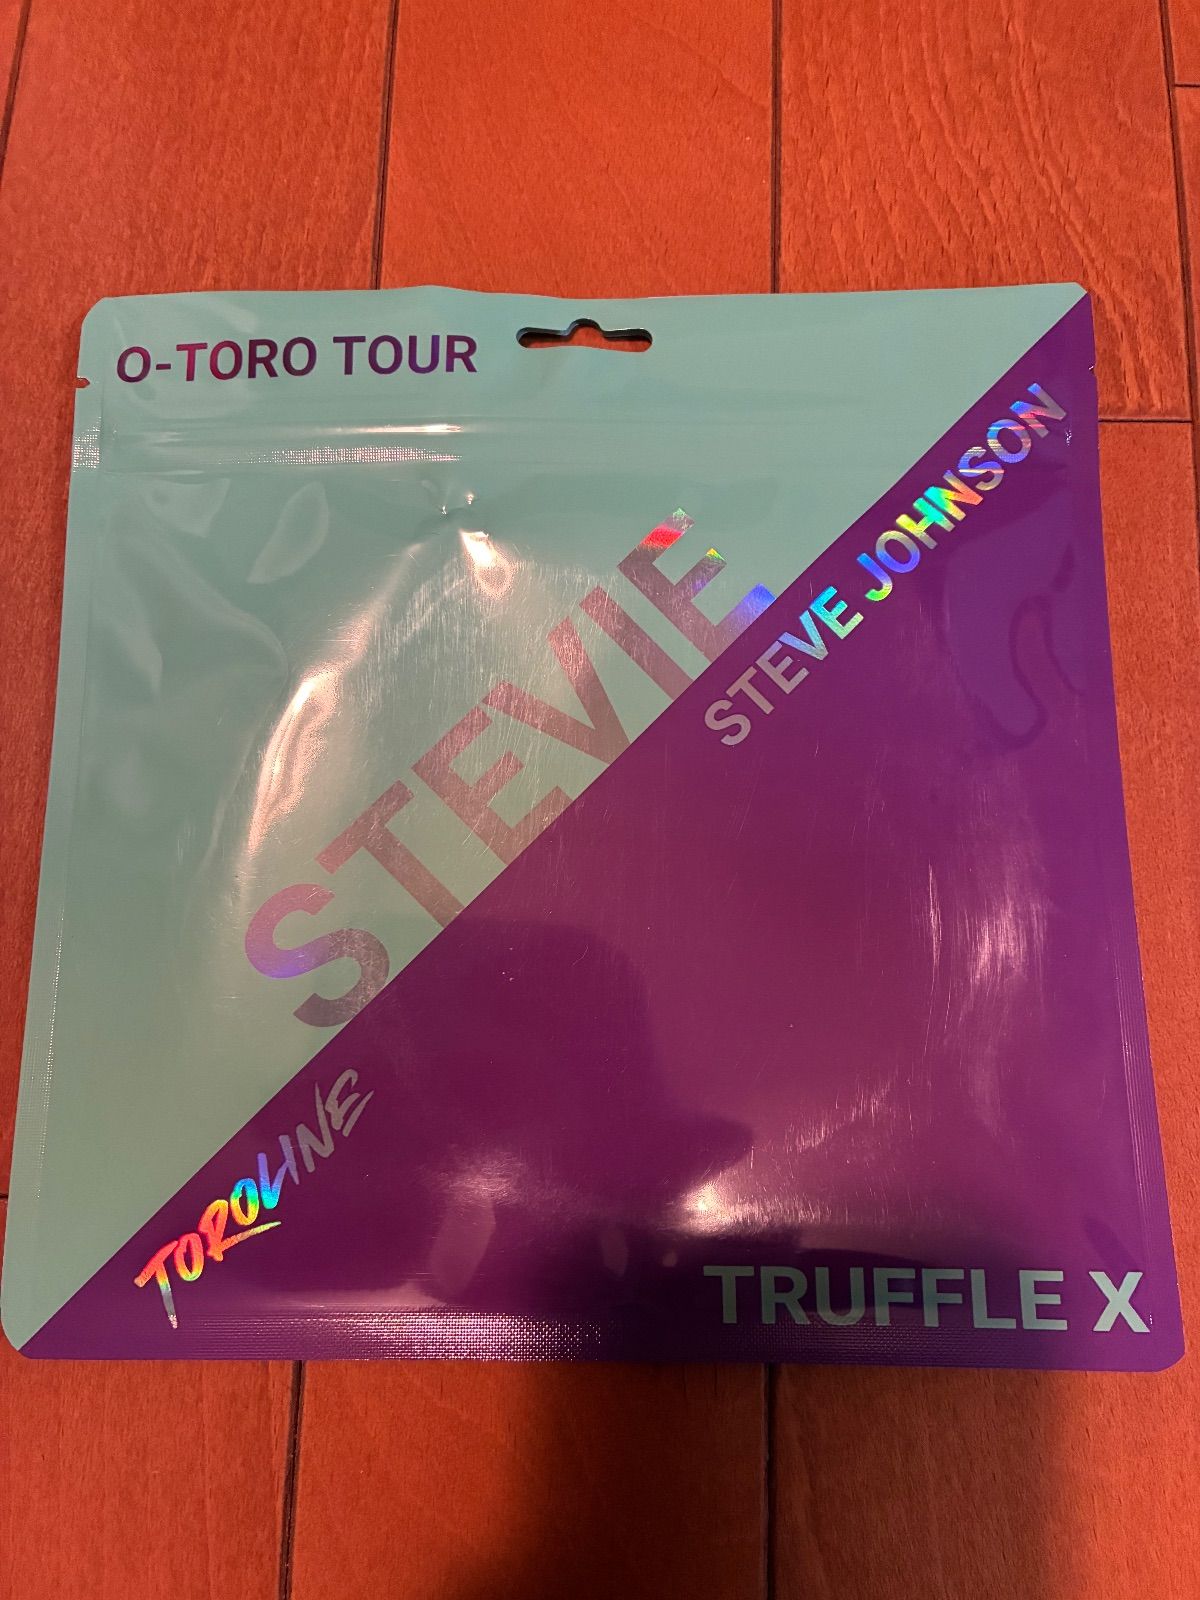 O-TORO TOUR
STEVIE
STEVE JOHNSON
TOROLINE
TRUFFLE X